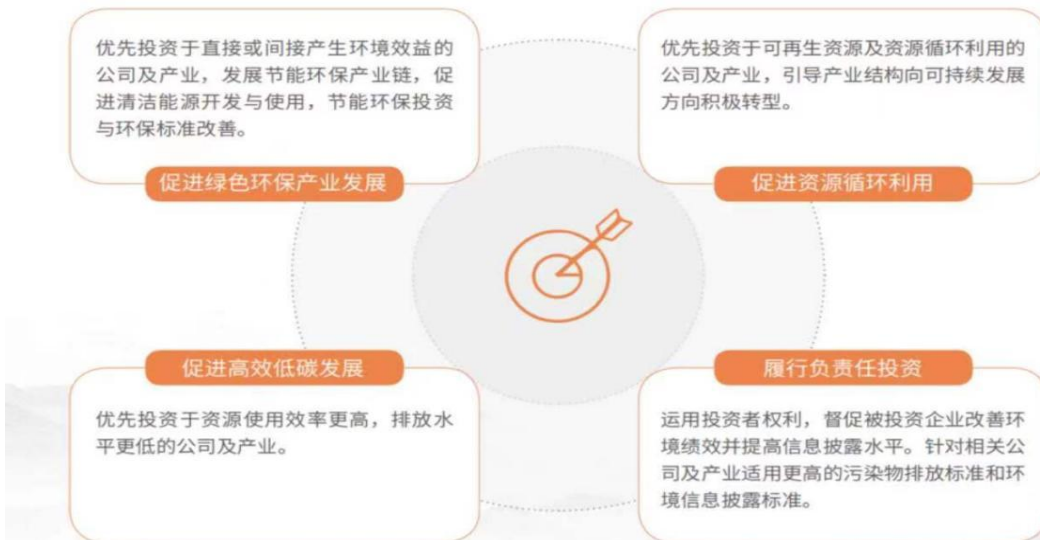 优先投资于直接或间接产生环境效益的
公司及产业，发展节能环保产业链，促
进清洁能源开发与使用，节能环保投资
与环保标准改善。
促进绿色环保产业发展
优先投资于可再生资源及资源循环利用的
公司及产业，引导产业结构向可持续发展
方向积极转型。
促进资源循环利用
促进高效低碳发展
优先投资于资源使用效率更高，排放水
平更低的公司及产业。
履行负责任投资
运用投资者权利，督促被投资企业改善环
境绩效并提高信息披露水平。针对相关公
司及产业适用更高的污染物排放标准和环
境信息披露标准。